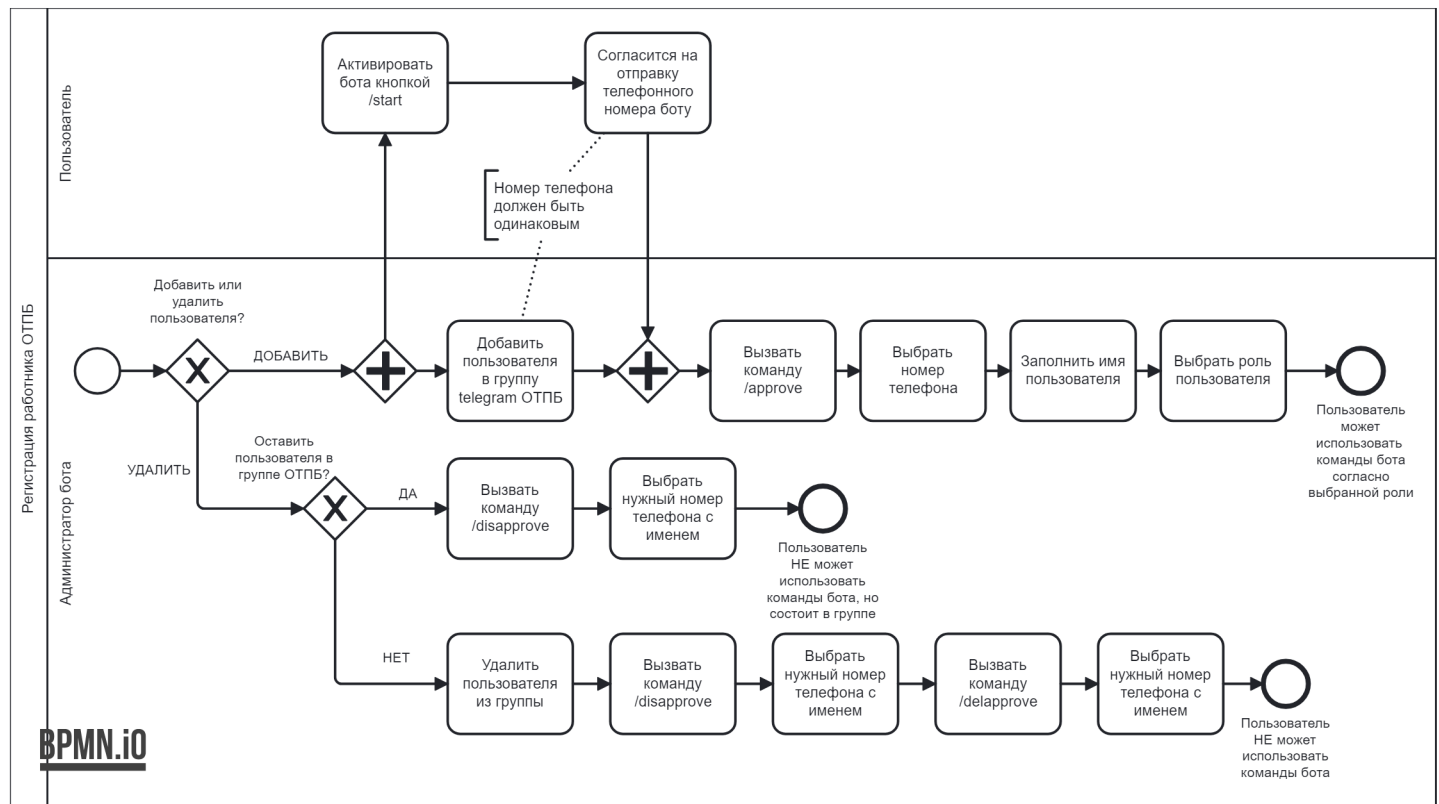 Регистрация работника ОТПБ
Пользователь
Активировать
бота кнопкой
/start
Согласится на
отправку
телефонного
номера боту
Номер телефона
должен быть
одинаковым
Администратор бота
Добавить или
удалить
пользователя?
ДОБАВИТЬ
Добавить
пользователя
в группу
telegram ОТПБ
Вызвать
команду
/approve
Выбрать
номер
телефона
Заполнить имя
пользователя
Выбрать роль
пользователя
Пользователь
может
использовать
команды бота
согласно
выбранной роли
УДАЛИТЬ
Оставить
пользователя в
группе ОТПБ?
ДА
Вызвать
команду
/disapprove
Выбрать
нужный номер
телефона с
именем
Пользователь
НЕ может
использовать
команды бота, но
состоит в группе
НЕТ
Удалить
пользователя
из группы
Вызвать
команду
/disapprove
Выбрать
нужный номер
телефона с
именем
Вызвать
команду
/delapprove
Выбрать
нужный номер
телефона с
именем
Пользователь
НЕ может
использовать
команды бота
BPMN.iO